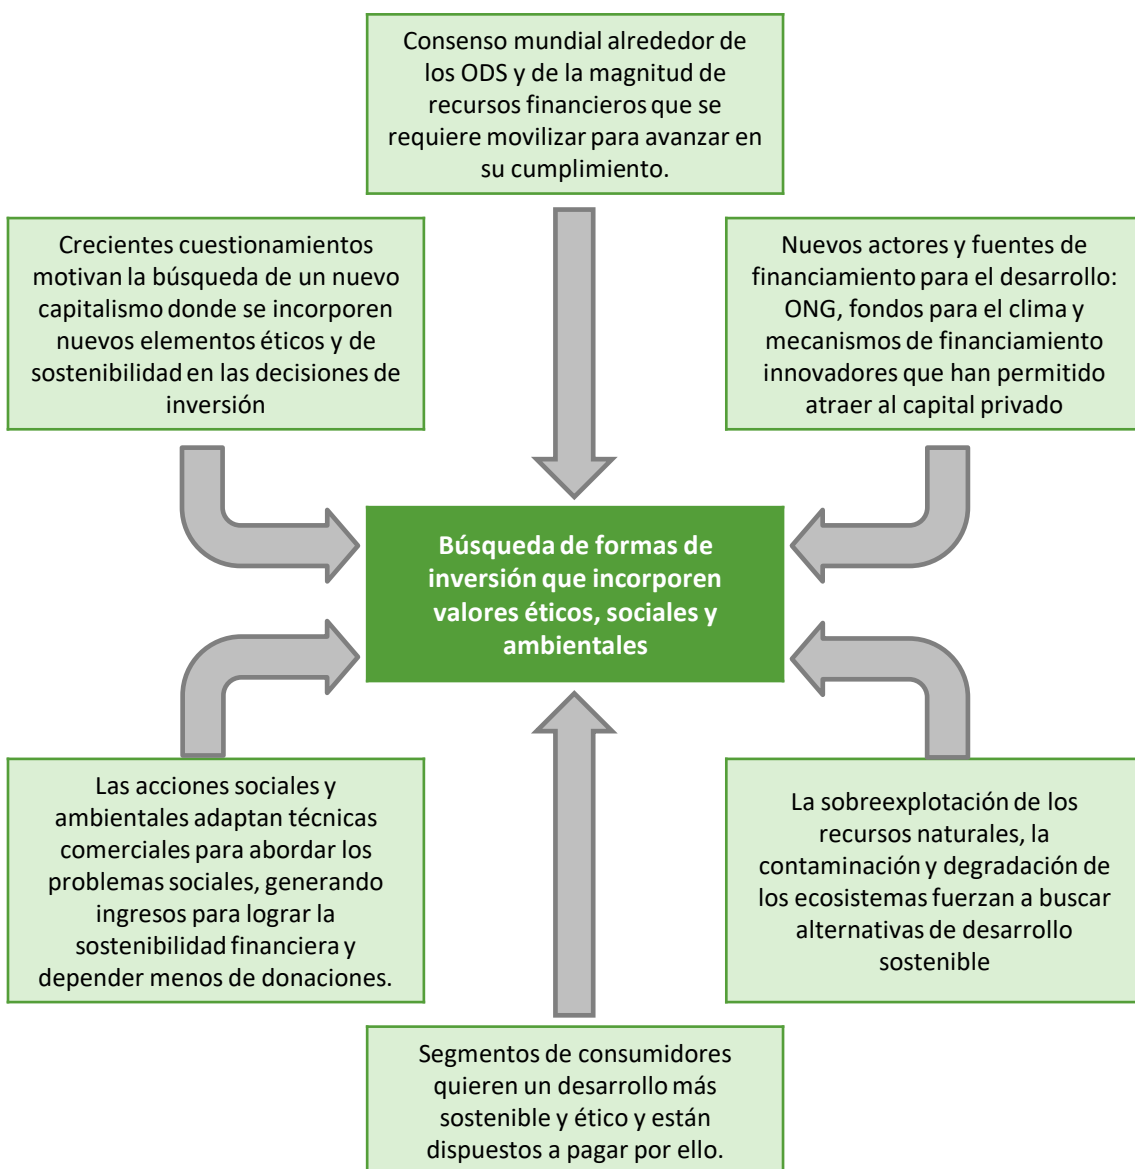 Consenso mundial alrededor de
los ODS y de la magnitud de
recursos financieros que se
requiere movilizar para avanzar en
su cumplimiento.
Crecientes cuestionamientos
motivan la búsqueda de un nuevo
capitalismo donde se incorporen
nuevos elementos éticos y de
sostenibilidad en las decisiones de
inversión
Nuevos actores y fuentes de
financiamiento para el desarrollo:
ONG, fondos para el clima y
mecanismos de financiamiento
innovadores que han permitido
atraer al capital privado
Búsqueda de formas de
inversión que incorporen
valores éticos, sociales y
ambientales
Las acciones sociales y
ambientales adaptan técnicas
comerciales para abordar los
problemas sociales, generando
ingresos para lograr la
sostenibilidad financiera y
depender menos de donaciones.
La sobreexplotación de los
recursos naturales, la
contaminación y degradación de
los ecosistemas fuerzan a buscar
alternativas de desarrollo
sostenible
Segmentos de consumidores
quieren un desarrollo más
sostenible y ético y están
dispuestos a pagar por ello.